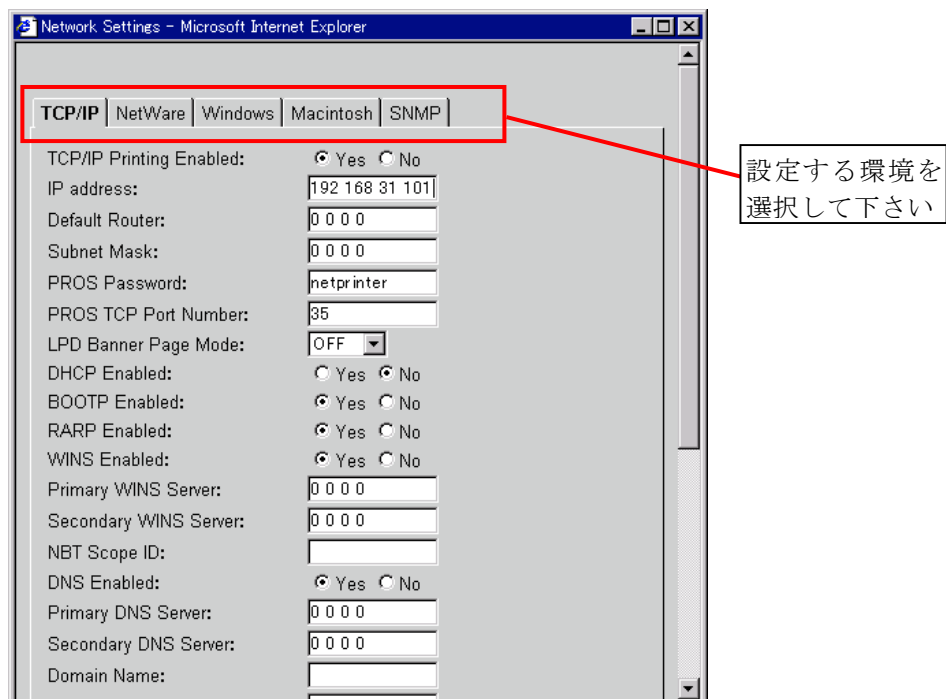 Network Settings - Microsoft Internet Explorer
TCP/IP NetWare Windows Macintosh SNMP
TCP/IP Printing Enabled: Yes No
IP address: 192 168 31 101
Default Router: 0 0 0 0
Subnet Mask: 0 0 0 0
PROS Password: netprinter
PROS TCP Port Number: 35
LPD Banner Page Mode: OFF
DHCP Enabled: Yes No
BOOTP Enabled: Yes No
RARP Enabled: Yes No
WINS Enabled: Yes No
Primary WINS Server: 0 0 0 0
Secondary WINS Server: 0 0 0 0
NBT Scope ID:
DNS Enabled: Yes No
Primary DNS Server: 0 0 0 0
Secondary DNS Server: 0 0 0 0
Domain Name:
設定する環境を
選択して下さい